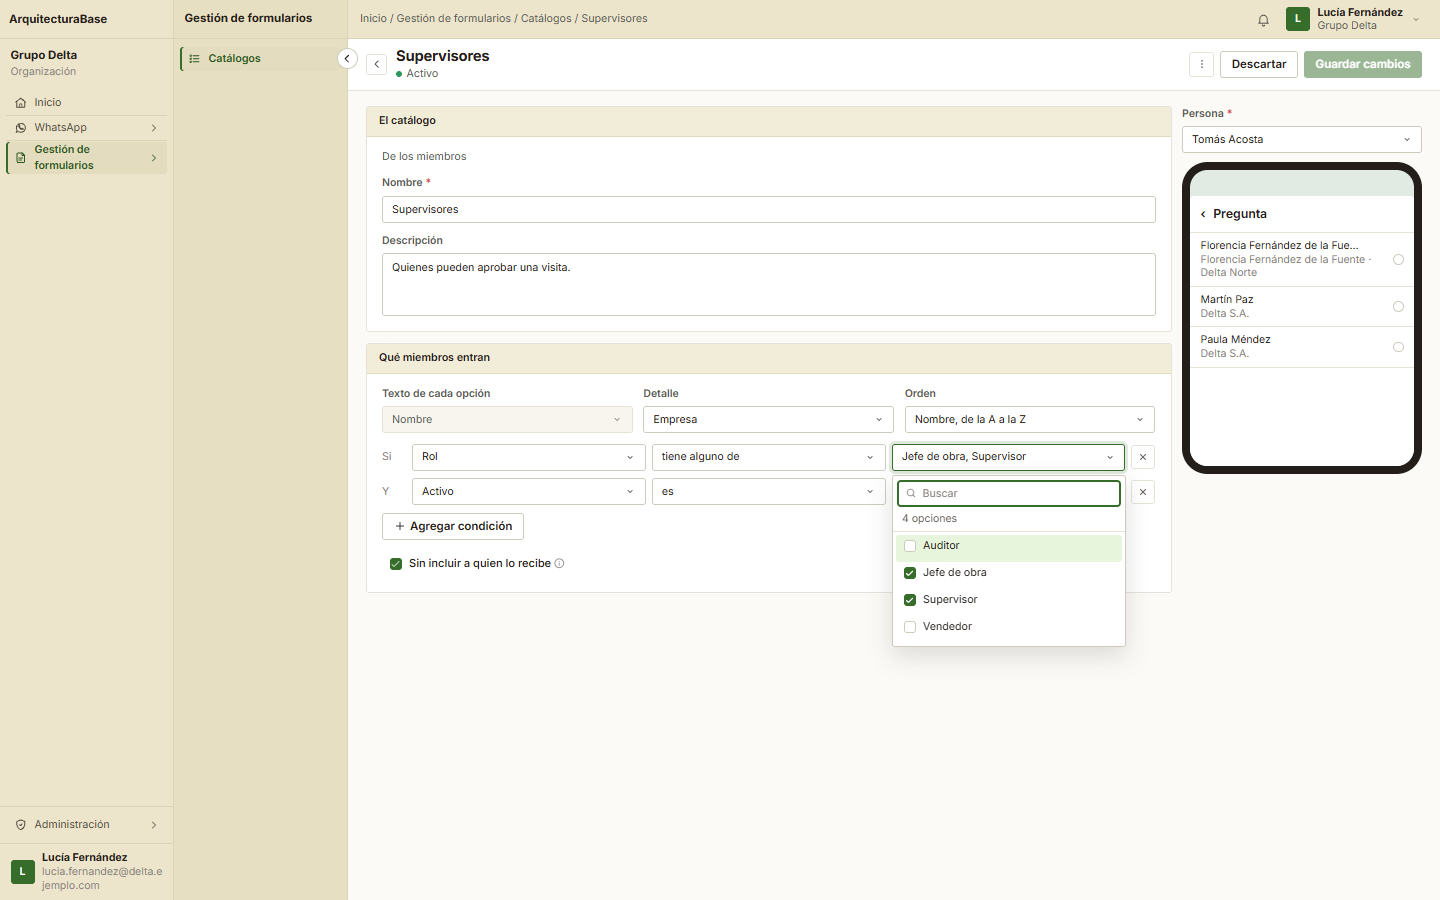 ArquitecturaBase
Grupo Delta
Organización
Inicio
WhatsApp
Gestión de
formularios
Administración
L
Lucía Fernández
lucia.fernandez@delta.e
jemplo.com
Gestión de formularios
Catálogos
Inicio / Gestión de formularios / Catálogos / Supervisores
L
Lucía Fernández
Grupo Delta
Supervisores
Activo
Descartar
Guardar cambios
El catálogo
De los miembros
Nombre *
Supervisores
Descripción
Quienes pueden aprobar una visita.
Qué miembros entran
Texto de cada opción
Detalle
Orden
Nombre
Empresa
Nombre, de la A a la Z
Si
Rol
tiene alguno de
Jefe de obra, Supervisor
Y
Activo
es
Agregar condición
Sin incluir a quien lo recibe
Buscar
4 opciones
Auditor
Jefe de obra
Supervisor
Vendedor
Persona *
Tomás Acosta
Pregunta
Florencia Fernández de la Fue...
Florencia Fernández de la Fuente ·
Delta Norte
Martín Paz
Delta S.A.
Paula Méndez
Delta S.A.